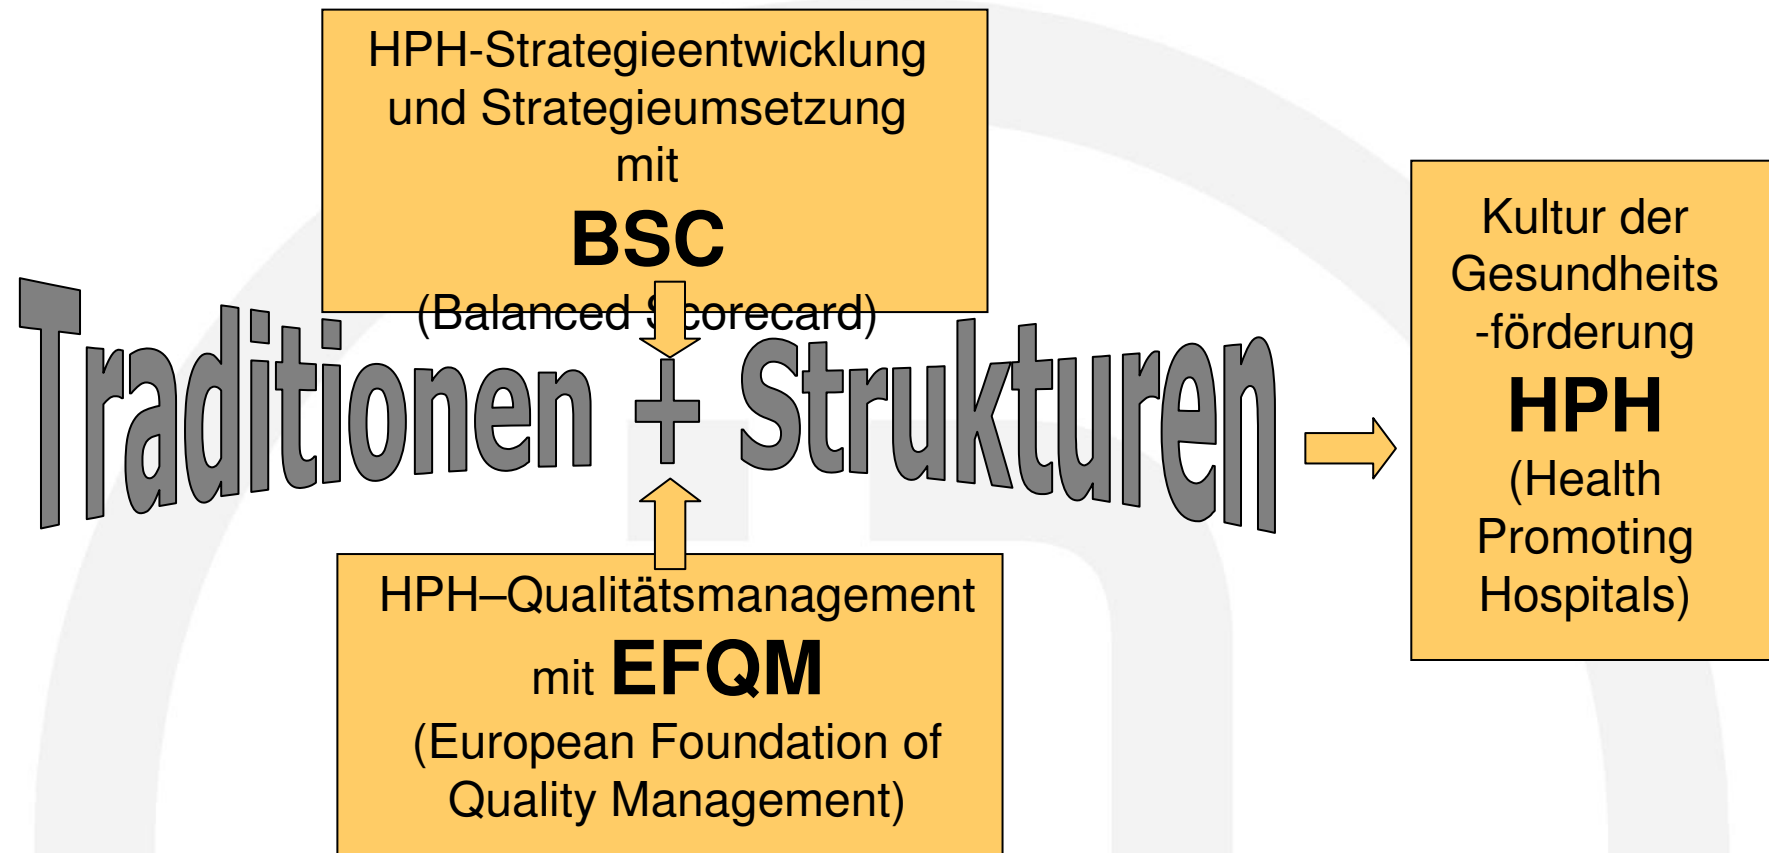 HPH-Strategieentwicklung
und Strategieumsetzung
mit
BSC
(Balanced Scorecard)
Traditionen + Strukturen
HPH–Qualitätsmanagement
mit EFQM
(European Foundation of
Quality Management)
Kultur der
Gesundheits
-förderung
HPH
(Health
Promoting
Hospitals)